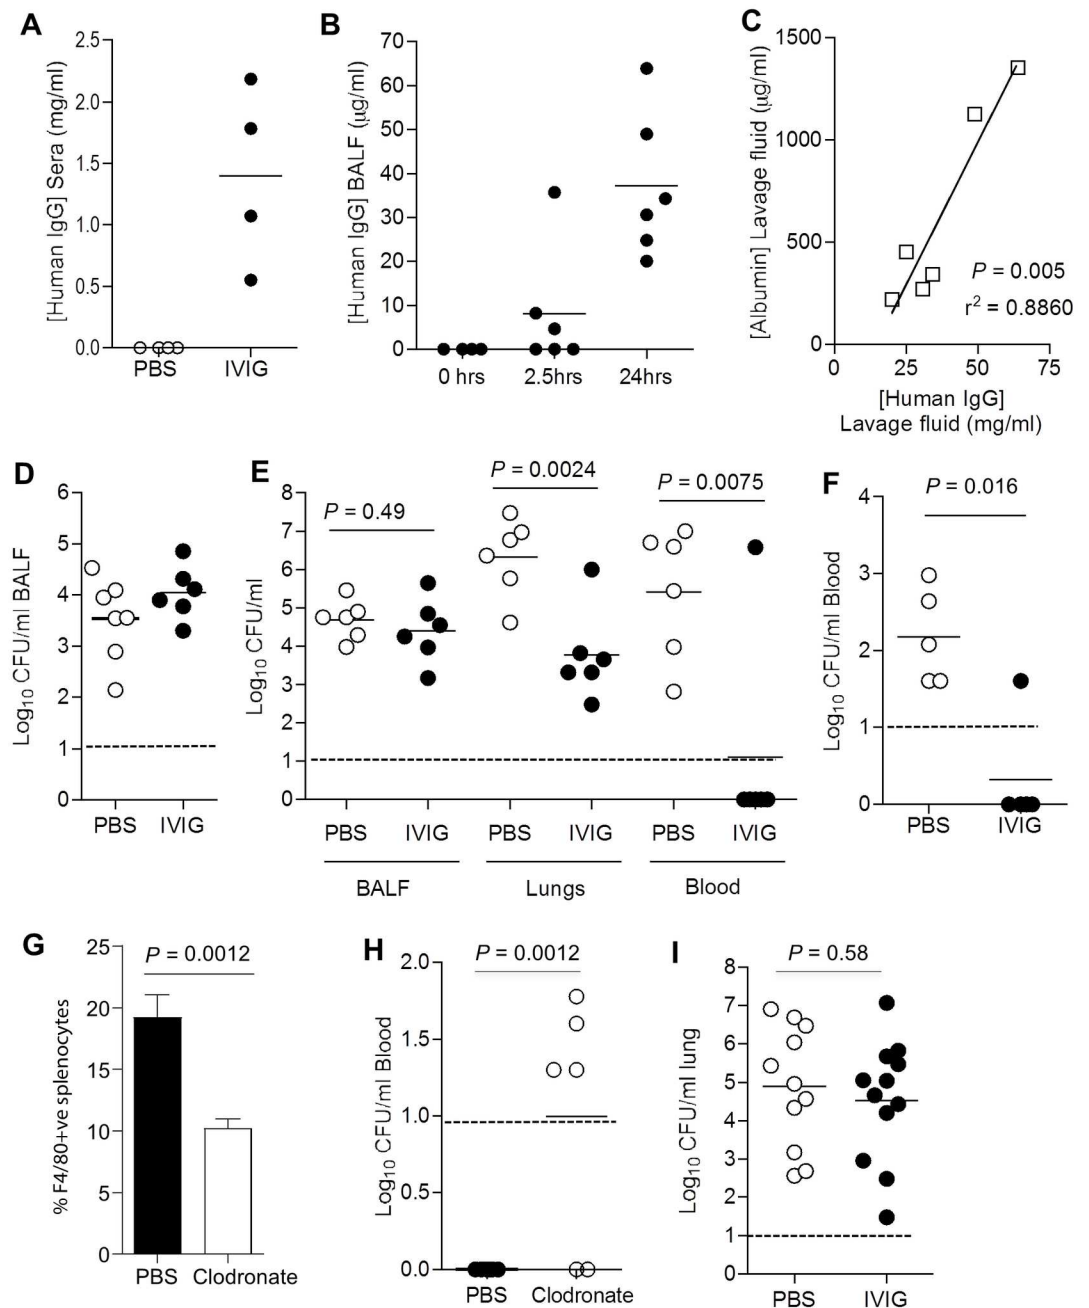 A
[Human IgG] Sera (mg/ml)
2.5
2.0
1.5
1.0
0.5
0.0
PBS IVIG
B
[Human IgG] BALF (µg/ml)
70
60
50
40
30
20
10
0
0 hrs 2.5hrs 24hrs
C
[Albumin] Lavage fluid (µg/ml)
1500
1000
500
0
P = 0.005
r² = 0.8860
0 25 50 75
[Human IgG]
Lavage fluid (mg/ml)
D
Log₁₀ CFU/ml BALF
6
5
4
3
2
1
0
PBS IVIG
E
Log₁₀ CFU/ml
8
7
6
5
4
3
2
1
0
P = 0.49
P = 0.0024
P = 0.0075
PBS IVIG PBS IVIG PBS IVIG
BALF Lungs Blood
F
Log₁₀ CFU/ml Blood
4
3
2
1
0
P = 0.016
PBS IVIG
G
% F4/80+ve splenocytes
25
20
15
10
5
0
P = 0.0012
PBS Clodronate
H
Log₁₀ CFU/ml Blood
2.0
1.5
1.0
0.5
0.0
P = 0.0012
PBS Clodronate
I
Log₁₀ CFU/ml lung
8
7
6
5
4
3
2
1
0
P = 0.58
PBS IVIG